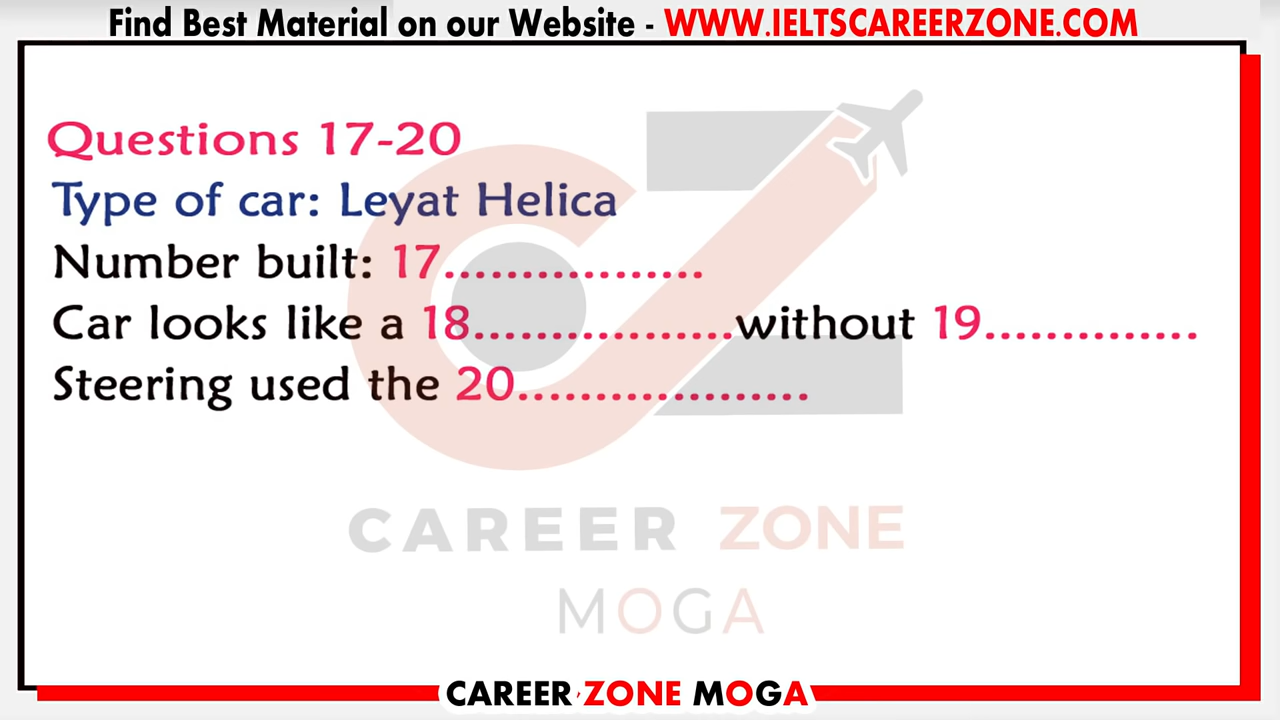 Find Best Material on our Website - WWW.IELTSCAREERZONE.COM
Questions 17-20
Type of car: Leyat Helica
Number built: 17.................
Car looks like a 18.................without 19..............
Steering used the 20...................
CAREER ZONE
MOGA
CAREER ZONE MOGA